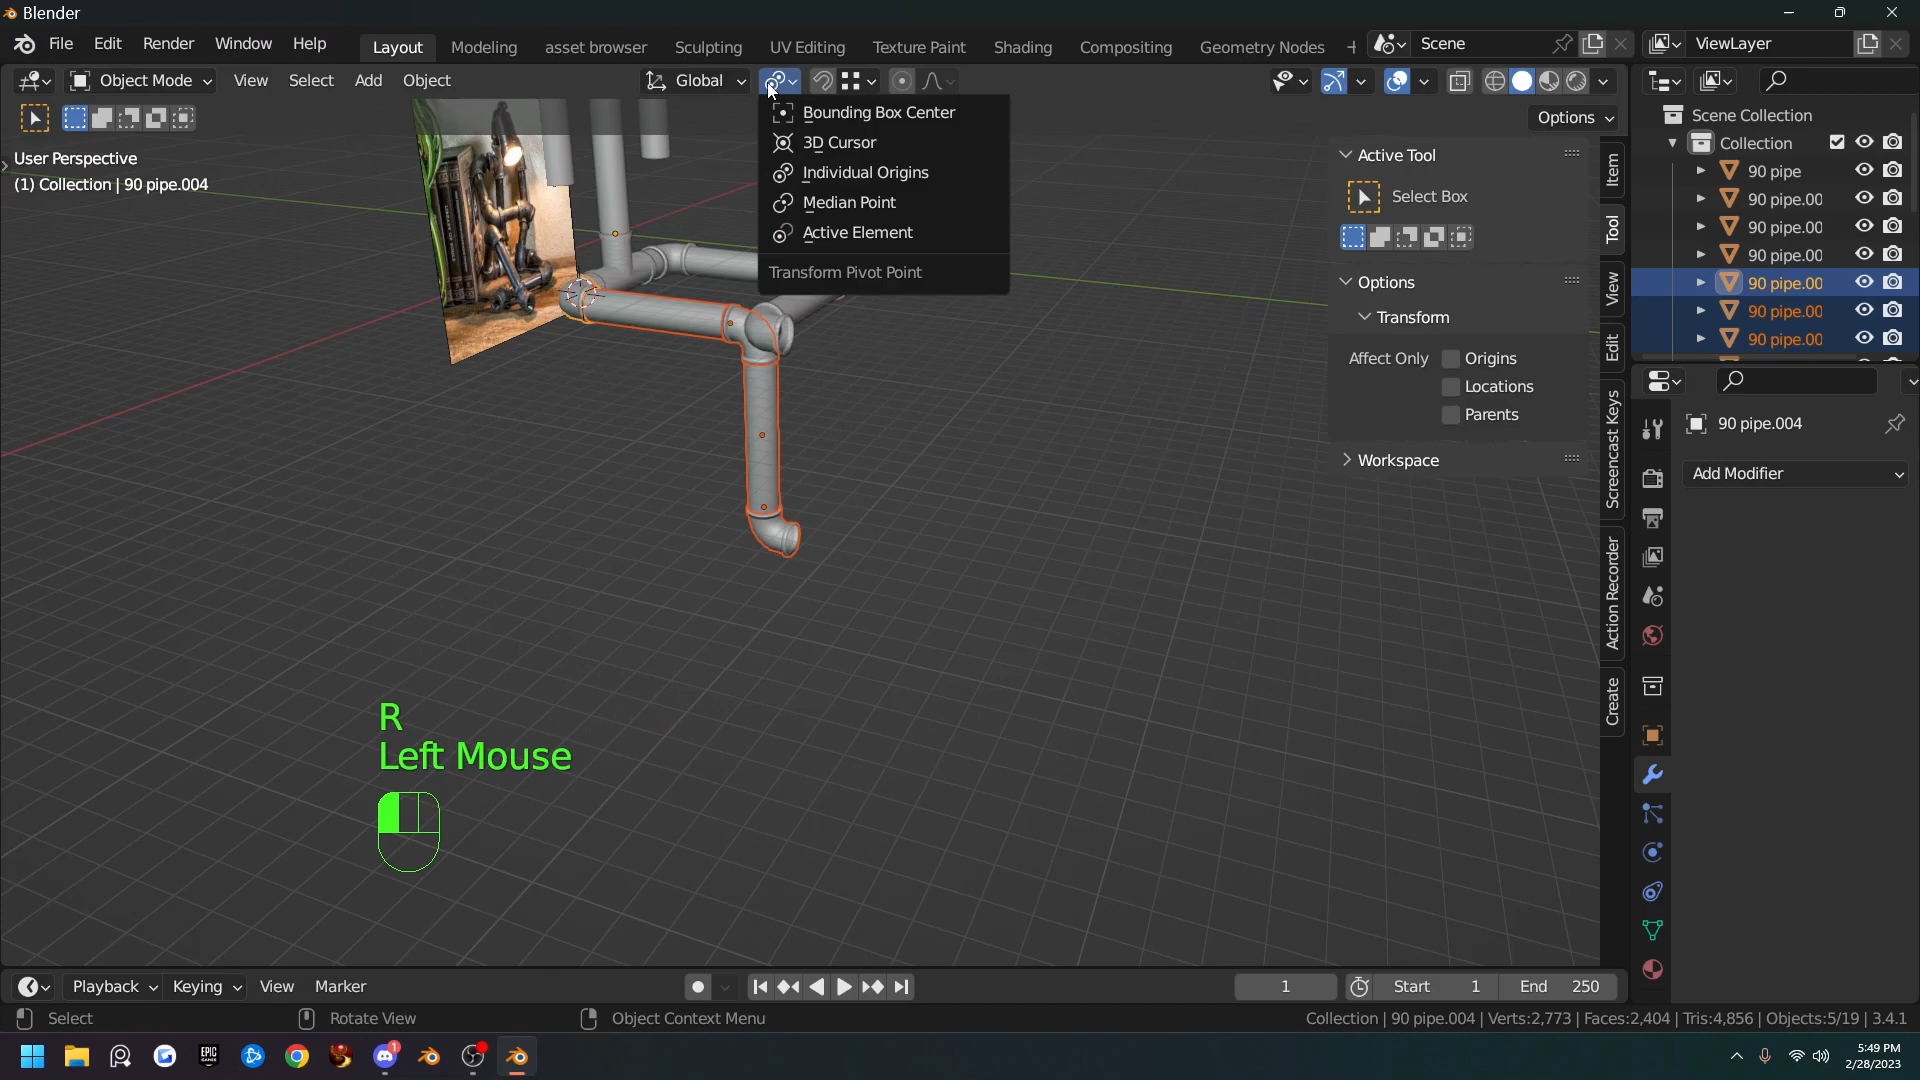 Blender
File Edit Render Window Help
Layout Modeling asset browser Sculpting UV Editing Texture Paint Shading Compositing Geometry Nodes
Scene
ViewLayer
Object Mode View Select Add Object
Global
Options
User Perspective
(1) Collection | 90 pipe.004
Bounding Box Center
3D Cursor
Individual Origins
Median Point
Active Element
Transform Pivot Point
Active Tool
Select Box
Options
Transform
Affect Only Origins
Locations
Parents
Workspace
Item
Tool
View
Edit
Screencast Keys
Action Recorder
Create
Scene Collection
Collection
90 pipe
90 pipe.00
90 pipe.00
90 pipe.00
90 pipe.00
90 pipe.00
90 pipe.00
90 pipe.004
Add Modifier
R
Left Mouse
Playback Keying View Marker
1
Start 1
End 250
Select
Rotate View
Object Context Menu
Collection | 90 pipe.004 | Verts:2,773 | Faces:2,404 | Tris:4,856 | Objects:5/19 | 3.4.1
EPIC
GAMES
1
5:49 PM
2/28/2023